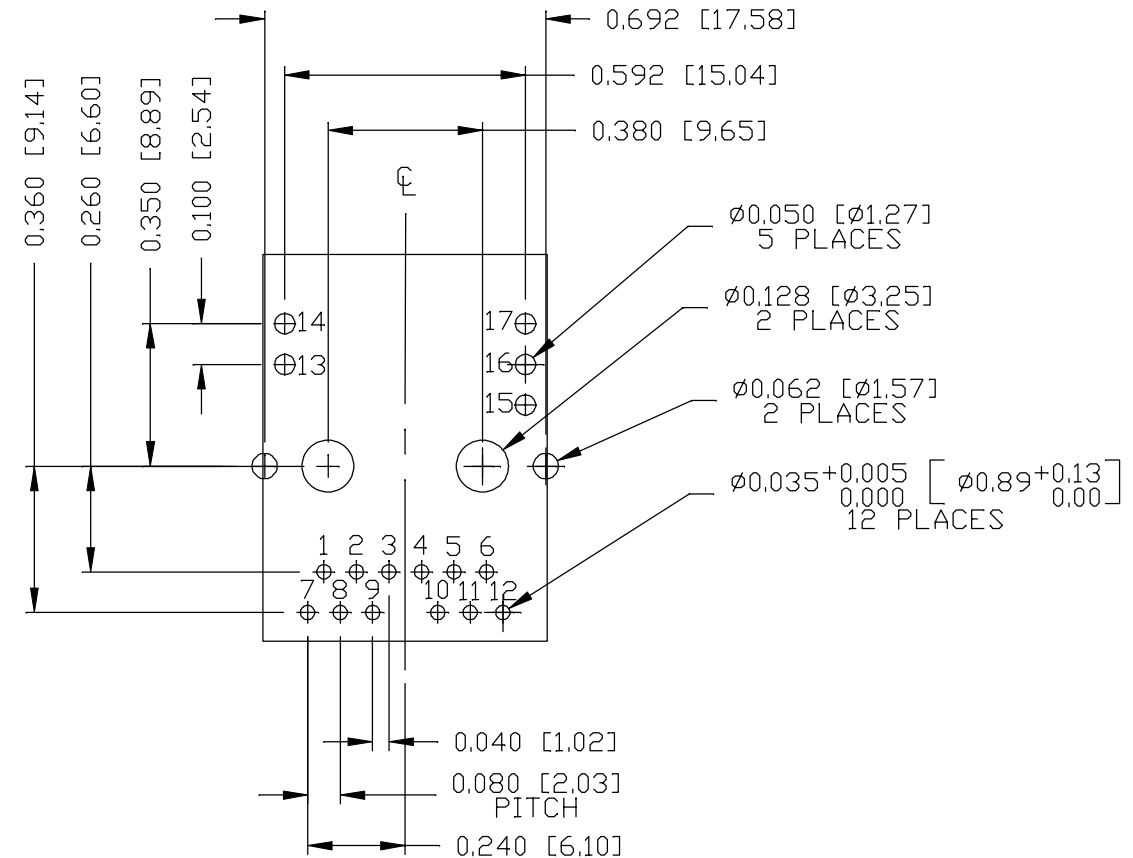 0.692 [17.58]
0.592 [15.04]
0.380 [9.65]
0.360 [9.14]
0.260 [6.60]
0.350 [8.89]
0.100 [2.54]
℄
Ø0.050 [Ø1.27]
5 PLACES
Ø0.128 [Ø3.25]
2 PLACES
Ø0.062 [Ø1.57]
2 PLACES
Ø0.035 +0.005 0.000 [Ø0.89 +0.13 0.00]
12 PLACES
14 17
13 16
15
1 2 3 4 5 6
7 8 9 10 11 12
0.040 [1.02]
0.080 [2.03]
PITCH
0.240 [6.10]